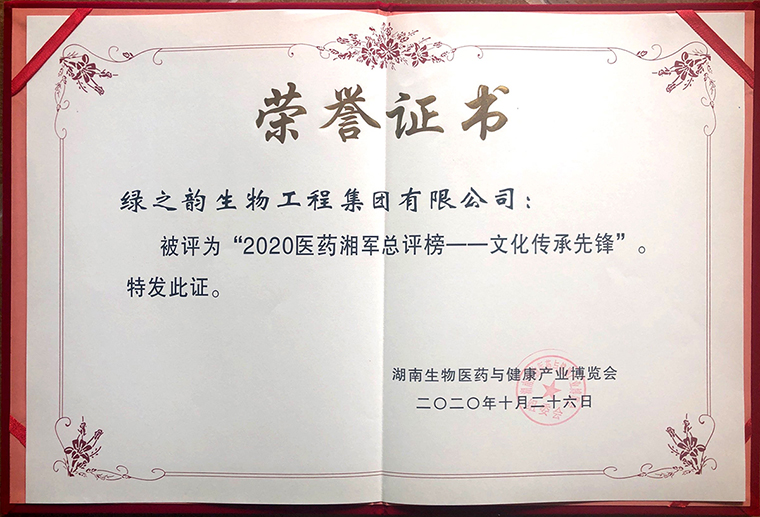 荣誉证书
绿之韵生物工程集团有限公司：
被评为“2020医药湘军总评榜——文化传承先锋”。
特发此证。
湖南生物医药与健康产业博览会
二〇二〇年十月二十六日